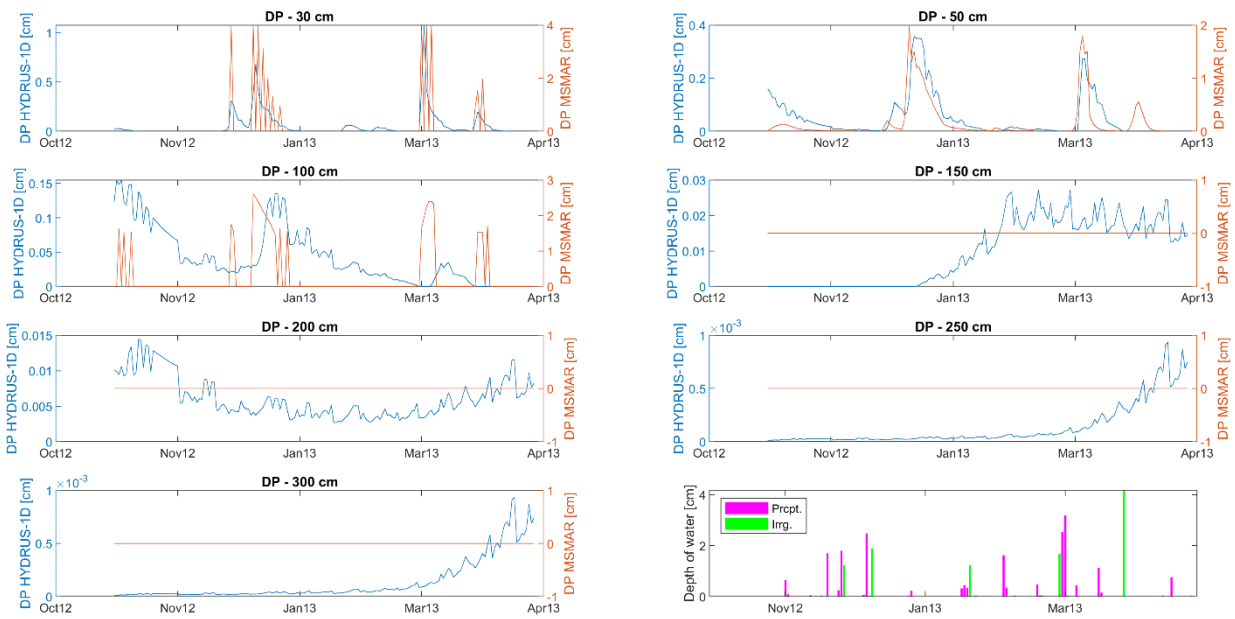 DP - 30 cm
DP HYDRUS-1D [cm]
1
0.5
0
4
2
0
DP MSMAR [cm]
Oct12 Nov12 Jan13 Mar13 Apr13
DP - 50 cm
DP HYDRUS-1D [cm]
0.4
0.2
0
2
1
0
DP MSMAR [cm]
Oct12 Nov12 Jan13 Mar13 Apr13
DP - 100 cm
DP HYDRUS-1D [cm]
0.15
0.1
0.05
0
3
2
1
0
DP MSMAR [cm]
Oct12 Nov12 Jan13 Mar13 Apr13
DP - 150 cm
DP HYDRUS-1D [cm]
0.03
0.02
0.01
0
1
0
-1
DP MSMAR [cm]
Oct12 Nov12 Jan13 Mar13 Apr13
DP - 200 cm
DP HYDRUS-1D [cm]
0.015
0.01
0.005
0
1
0
-1
DP MSMAR [cm]
Oct12 Nov12 Jan13 Mar13 Apr13
DP - 250 cm
×10-3
DP HYDRUS-1D [cm]
1
0.5
0
1
0
-1
DP MSMAR [cm]
Oct12 Nov12 Jan13 Mar13 Apr13
DP - 300 cm
×10-3
DP HYDRUS-1D [cm]
1
0.5
0
1
0
-1
DP MSMAR [cm]
Oct12 Nov12 Jan13 Mar13 Apr13
Depth of water [cm]
4
2
0
Prcpt.
Irrg.
Nov12 Jan13 Mar13